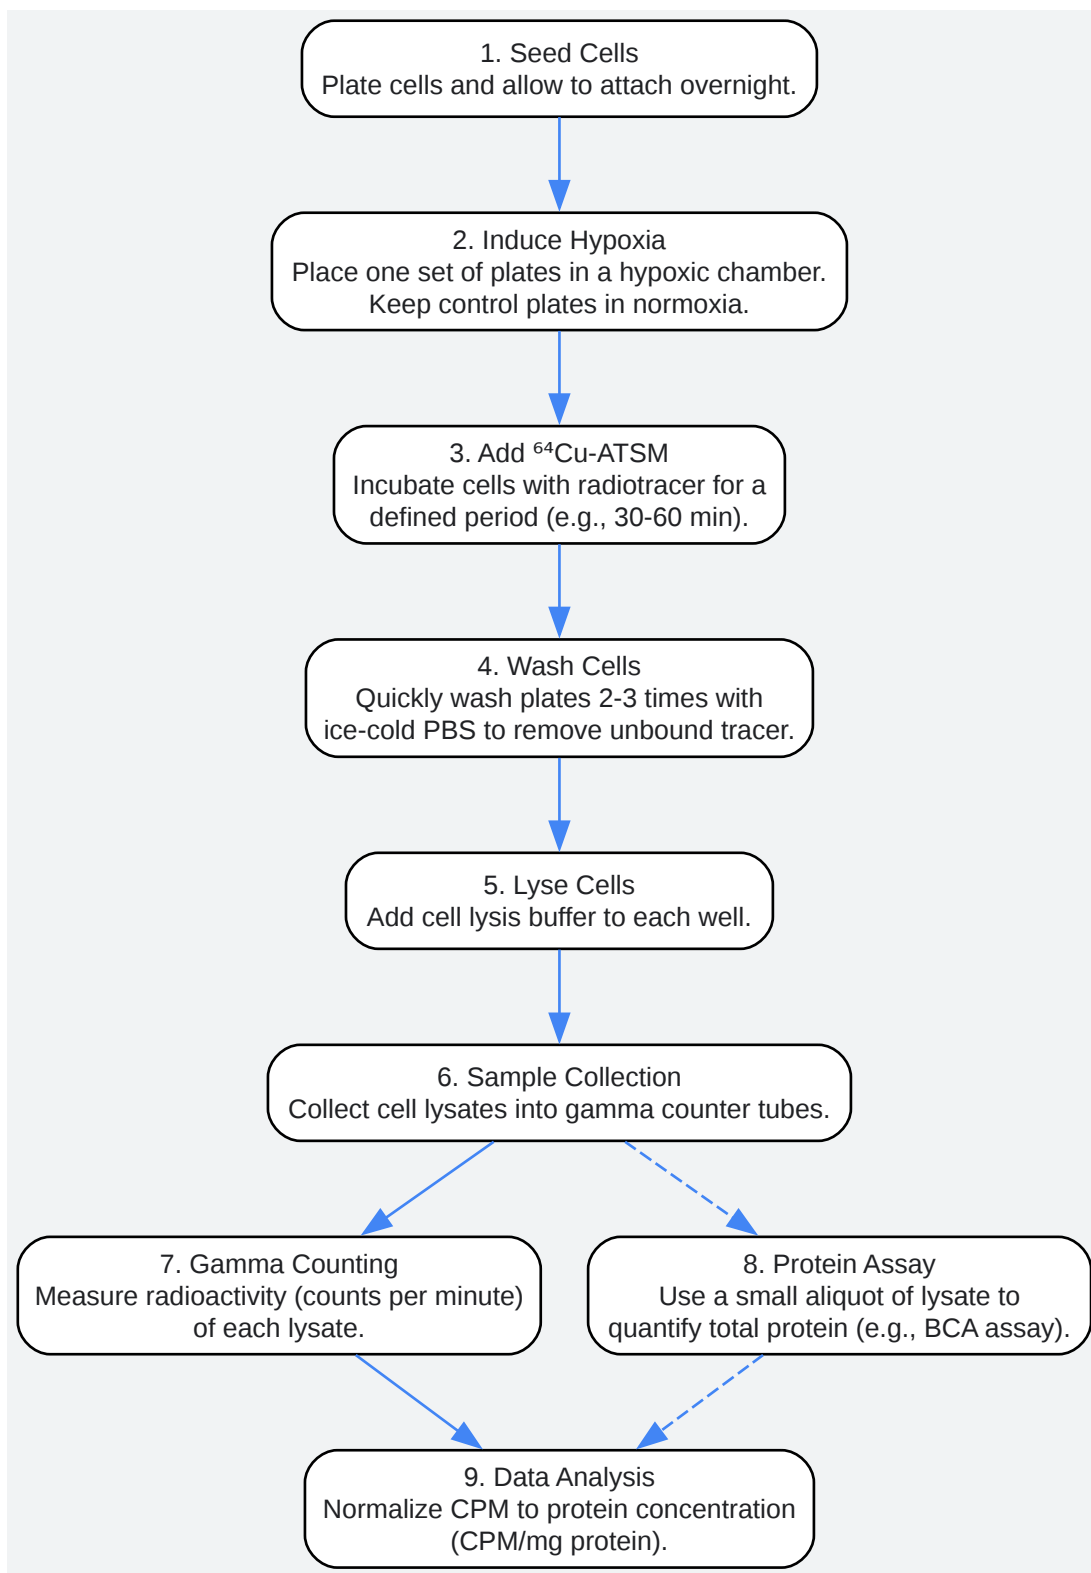 1. Seed Cells
Plate cells and allow to attach overnight.
2. Induce Hypoxia
Place one set of plates in a hypoxic chamber.
Keep control plates in normoxia.
3. Add ⁶⁴Cu-ATSM
Incubate cells with radiotracer for a
defined period (e.g., 30-60 min).
4. Wash Cells
Quickly wash plates 2-3 times with
ice-cold PBS to remove unbound tracer.
5. Lyse Cells
Add cell lysis buffer to each well.
6. Sample Collection
Collect cell lysates into gamma counter tubes.
7. Gamma Counting
Measure radioactivity (counts per minute)
of each lysate.
8. Protein Assay
Use a small aliquot of lysate to
quantify total protein (e.g., BCA assay).
9. Data Analysis
Normalize CPM to protein concentration
(CPM/mg protein).